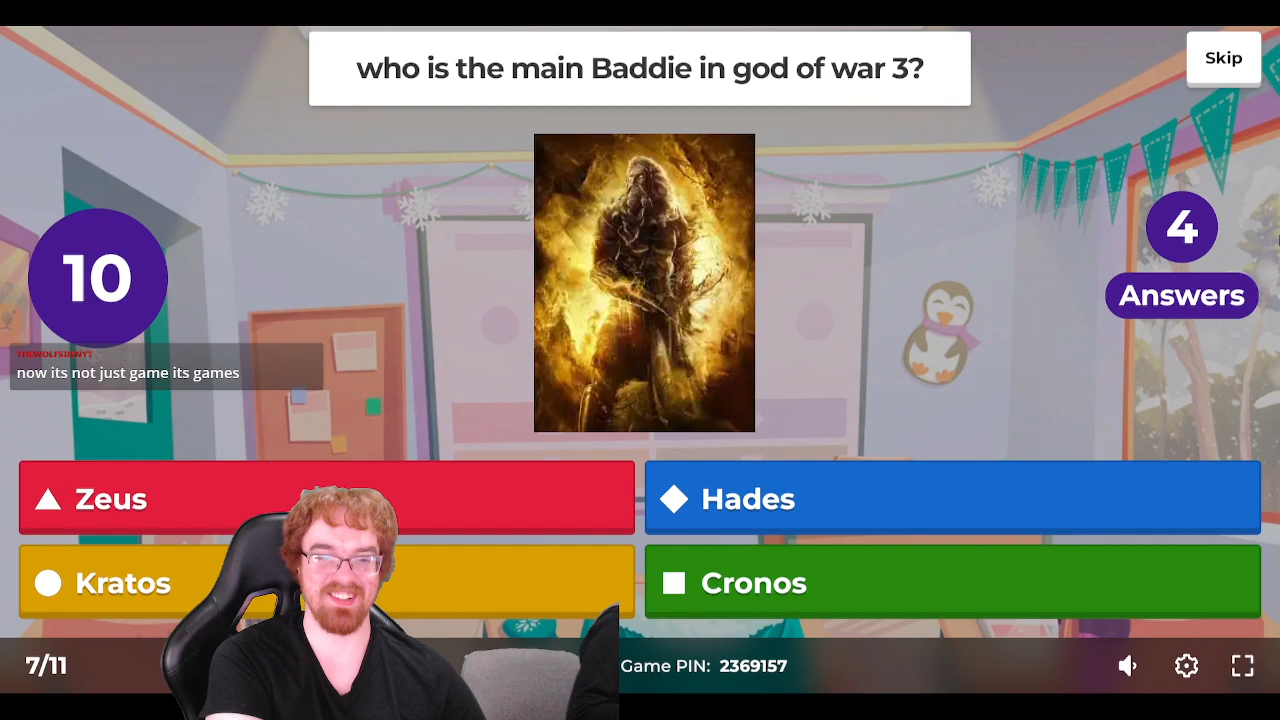 who is the main Baddie in god of war 3?
Skip
10
4
Answers
THEWOLFSDENYT
now its not just game its games
Zeus
Hades
Kratos
Cronos
7/11
Game PIN: 2369157